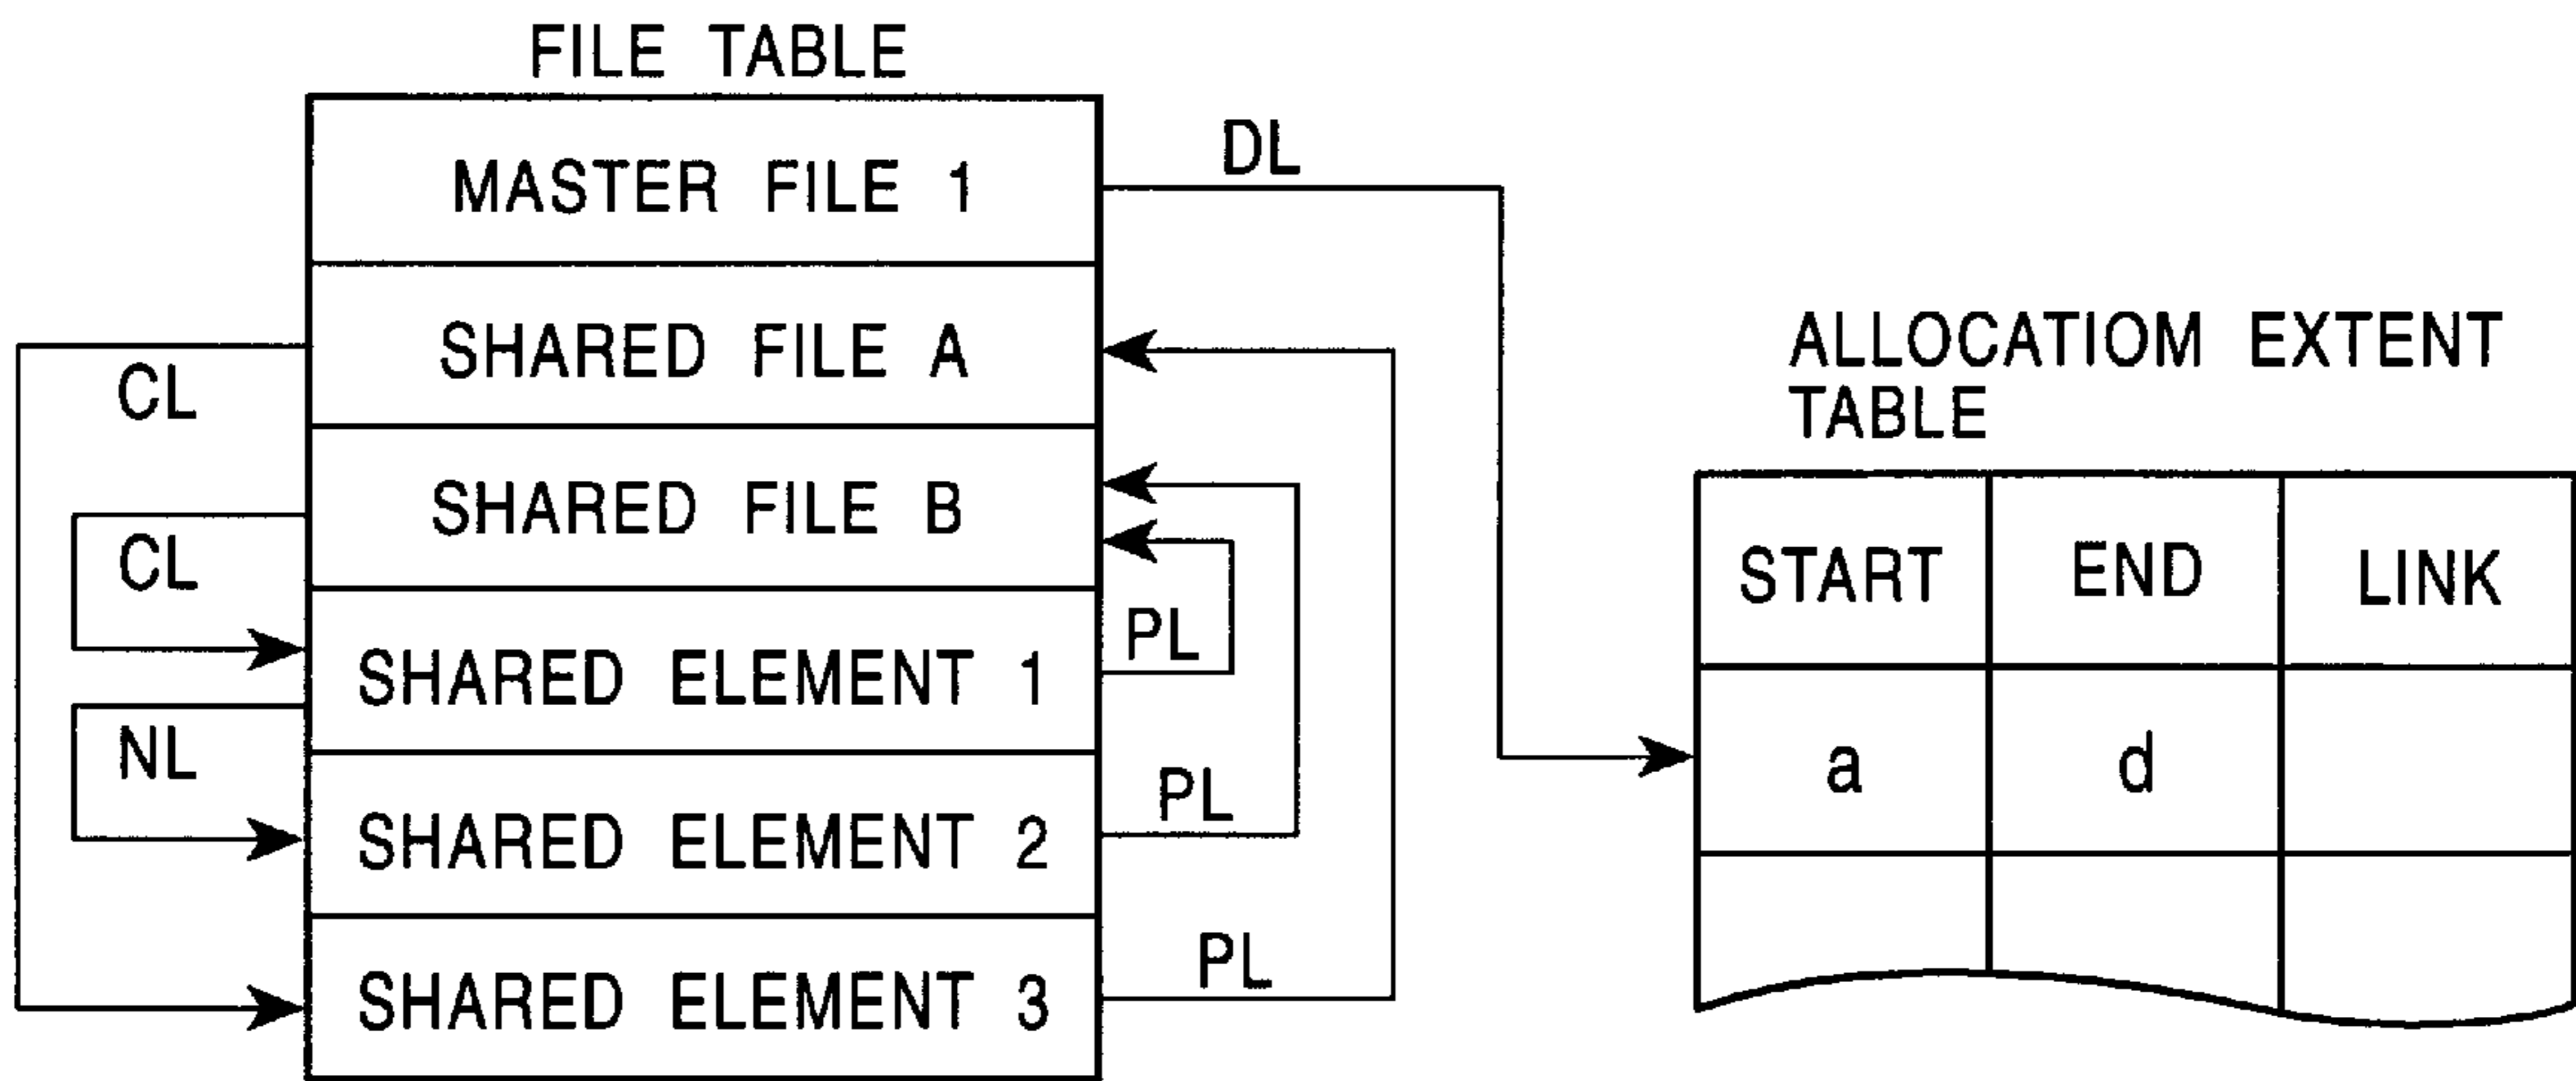 FILE TABLE
MASTER FILE 1
SHARED FILE A
SHARED FILE B
SHARED ELEMENT 1
SHARED ELEMENT 2
SHARED ELEMENT 3
CL
CL
NL
DL
PL
PL
PL
ALLOCATIOM EXTENT
TABLE
START END LINK
a d